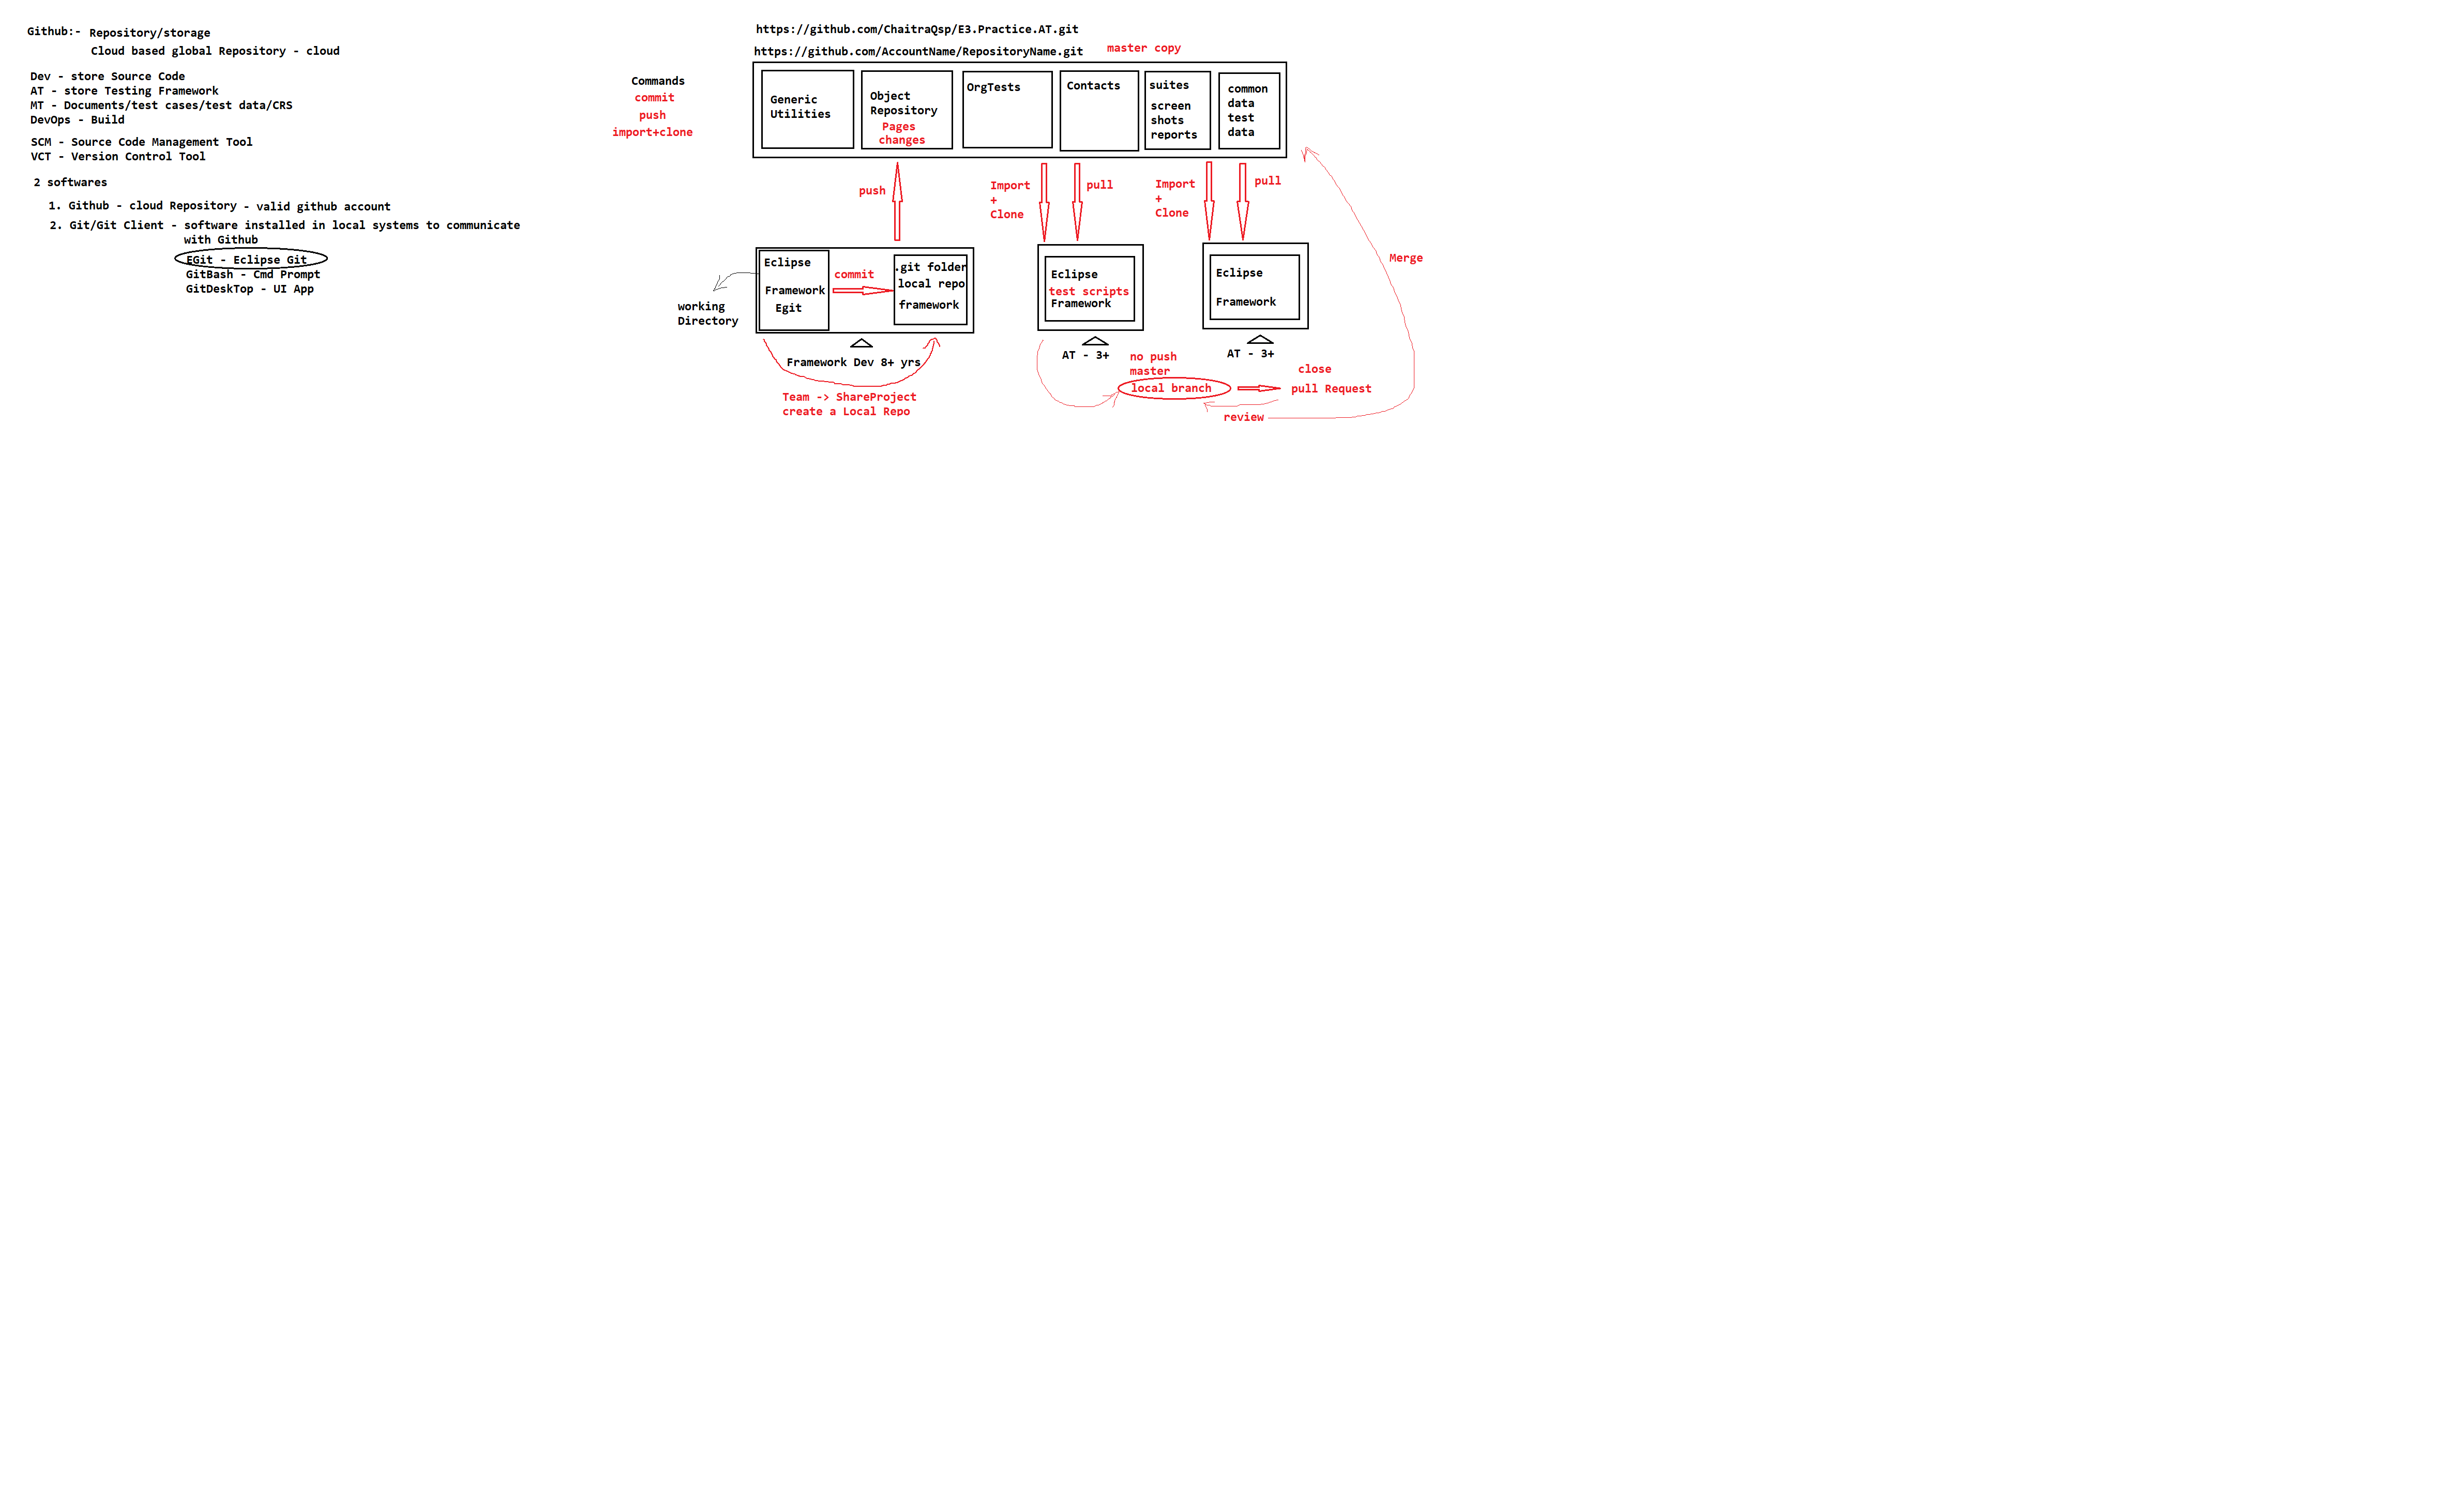 Github:- Repository/storage
Cloud based global Repository - cloud
Dev - store Source Code
AT - store Testing Framework
MT - Documents/test cases/test data/CRS
DevOps - Build
SCM - Source Code Management Tool
VCT - Version Control Tool
2 softwares
1. Github - cloud Repository - valid github account
2. Git/Git Client - software installed in local systems to communicate
with Github
EGit - Eclipse Git
GitBash - Cmd Prompt
GitDeskTop - UI App
Commands
commit
push
import+clone
https://github.com/ChaitraQsp/E3.Practice.AT.git
https://github.com/AccountName/RepositoryName.git
master copy
Generic
Utilities
Object
Repository
Pages
changes
OrgTests
Contacts
suites
screen
shots
reports
common
data
test
data
push
Import
+
Clone
pull
Import
+
Clone
pull
Merge
working
Directory
Eclipse
Framework
Egit
commit
.git folder
local repo
framework
Framework Dev 8+ yrs
Team -> ShareProject
create a Local Repo
Eclipse
test scripts
Framework
AT - 3+
Eclipse
Framework
AT - 3+
no push
master
local branch
close
pull Request
review